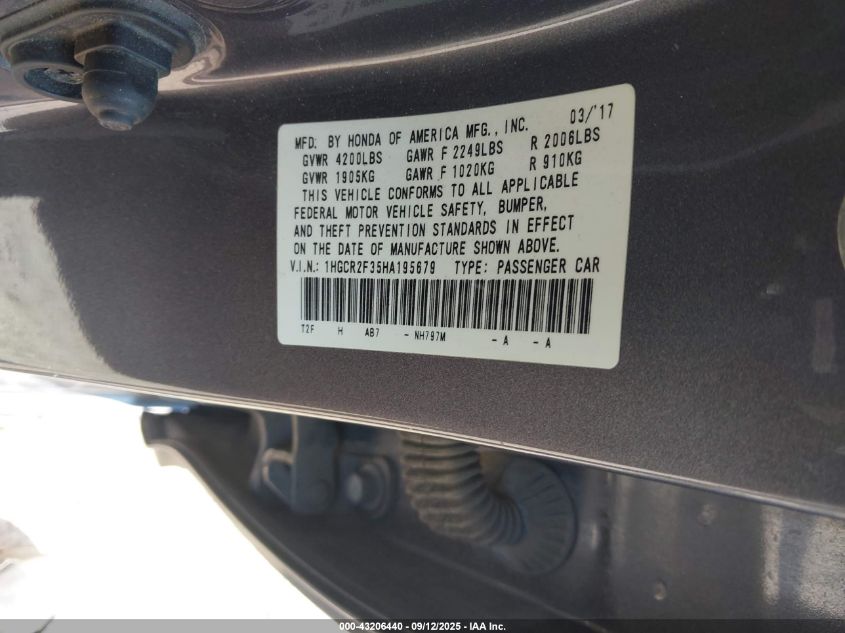 MFD. BY HONDA OF AMERICA MFG., INC. 03/'17
GVWR 4200LBS GAWR F 2249LBS R 2006LBS
GVWR 1905KG GAWR F 1020KG R 910KG
THIS VEHICLE CONFORMS TO ALL APPLICABLE
FEDERAL MOTOR VEHICLE SAFETY, BUMPER,
AND THEFT PREVENTION STANDARDS IN EFFECT
ON THE DATE OF MANUFACTURE SHOWN ABOVE.
V.I.N.: 1HGCR2F35HA195679 TYPE: PASSENGER CAR
T2F H AB7 - NH797M - A - A
000-43206440 - 09/12/2025 - IAA Inc.